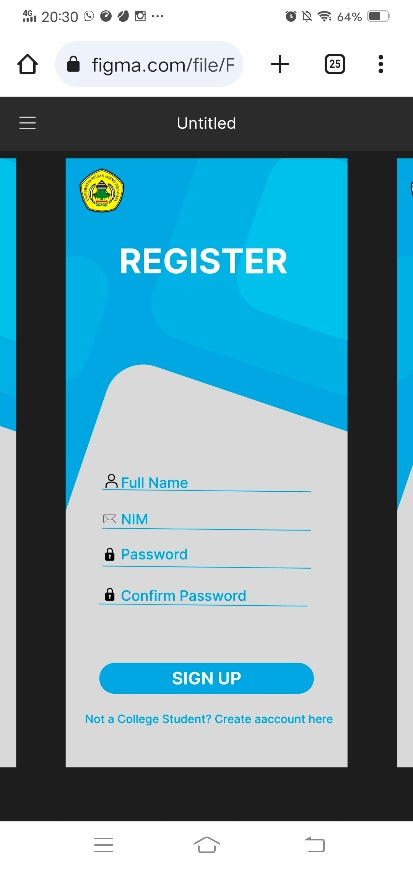 4G 20:30 64%
figma.com/file/F 25
Untitled
REGISTER
Full Name
NIM
Password
Confirm Password
SIGN UP
Not a College Student? Create aaccount here